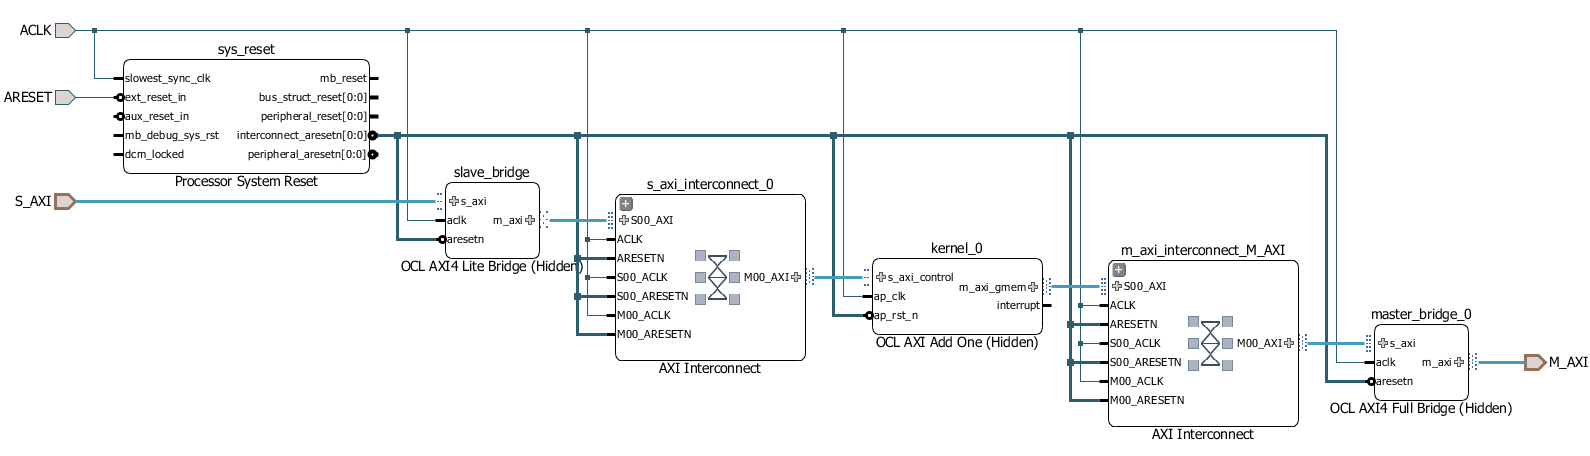 ACLK
sys_reset
slowest_sync_clk
mb_reset
ARESET
ext_reset_in
bus_struct_reset[0:0]
aux_reset_in
peripheral_reset[0:0]
mb_debug_sys_rst
interconnect_aresetn[0:0]
dcm_locked
peripheral_aresetn[0:0]
Processor System Reset
S_AXI
slave_bridge
s_axi
aclk
m_axi
aresetn
OCL AXI4 Lite Bridge (Hidden)
s_axi_interconnect_0
S00_AXI
ACLK
ARESETN
S00_ACLK
M00_AXI
S00_ARESETN
M00_ACLK
M00_ARESETN
AXI Interconnect
kernel_0
s_axi_control
m_axi_gmem
ap_clk
interrupt
ap_rst_n
OCL AXI Add One (Hidden)
m_axi_interconnect_M_AXI
S00_AXI
ACLK
ARESETN
S00_ACLK
M00_AXI
S00_ARESETN
M00_ACLK
M00_ARESETN
AXI Interconnect
master_bridge_0
s_axi
aclk
m_axi
aresetn
OCL AXI4 Full Bridge (Hidden)
M_AXI